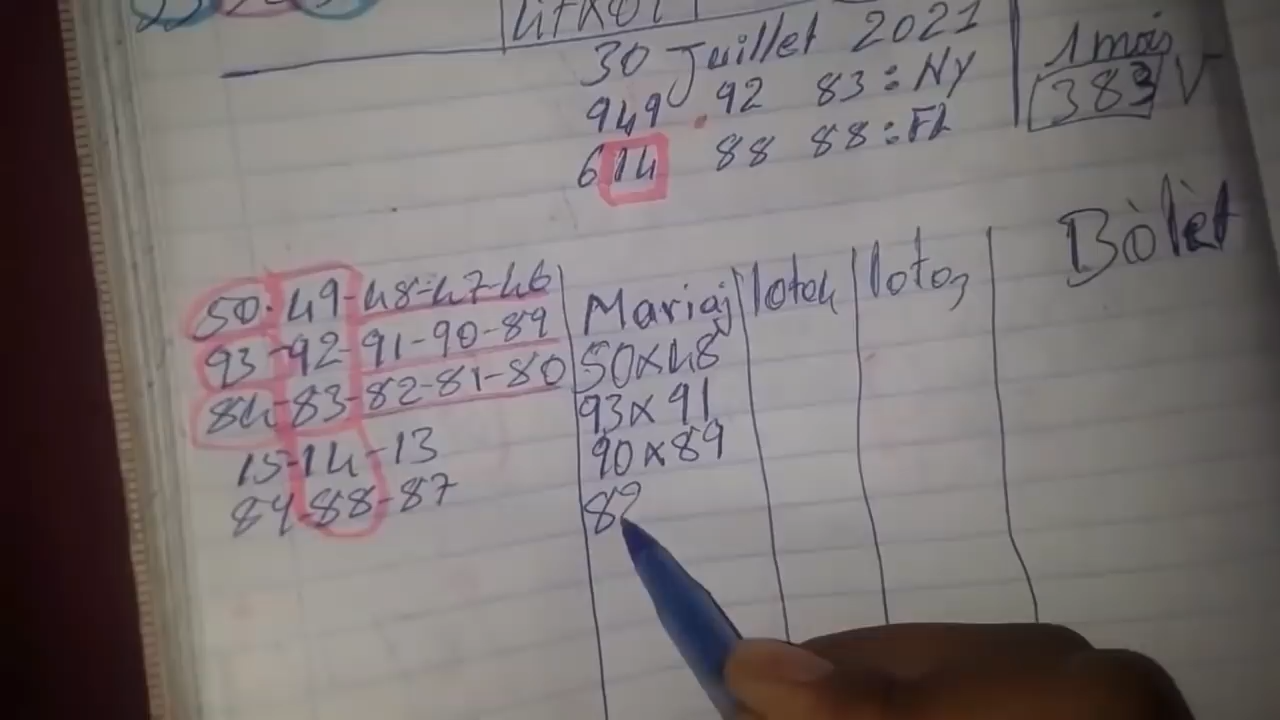 30 Juillet 2021
949 . 92 83 : Ny
614 88 88 : FL
1 mois
383 V
Bòlèt
50-49-48-47-46
93-92-91-90-89
84-83-82-81-80
15-14-13
89-88-87
Mariaj
50x48
93x91
90x89
82
loto4
loto3